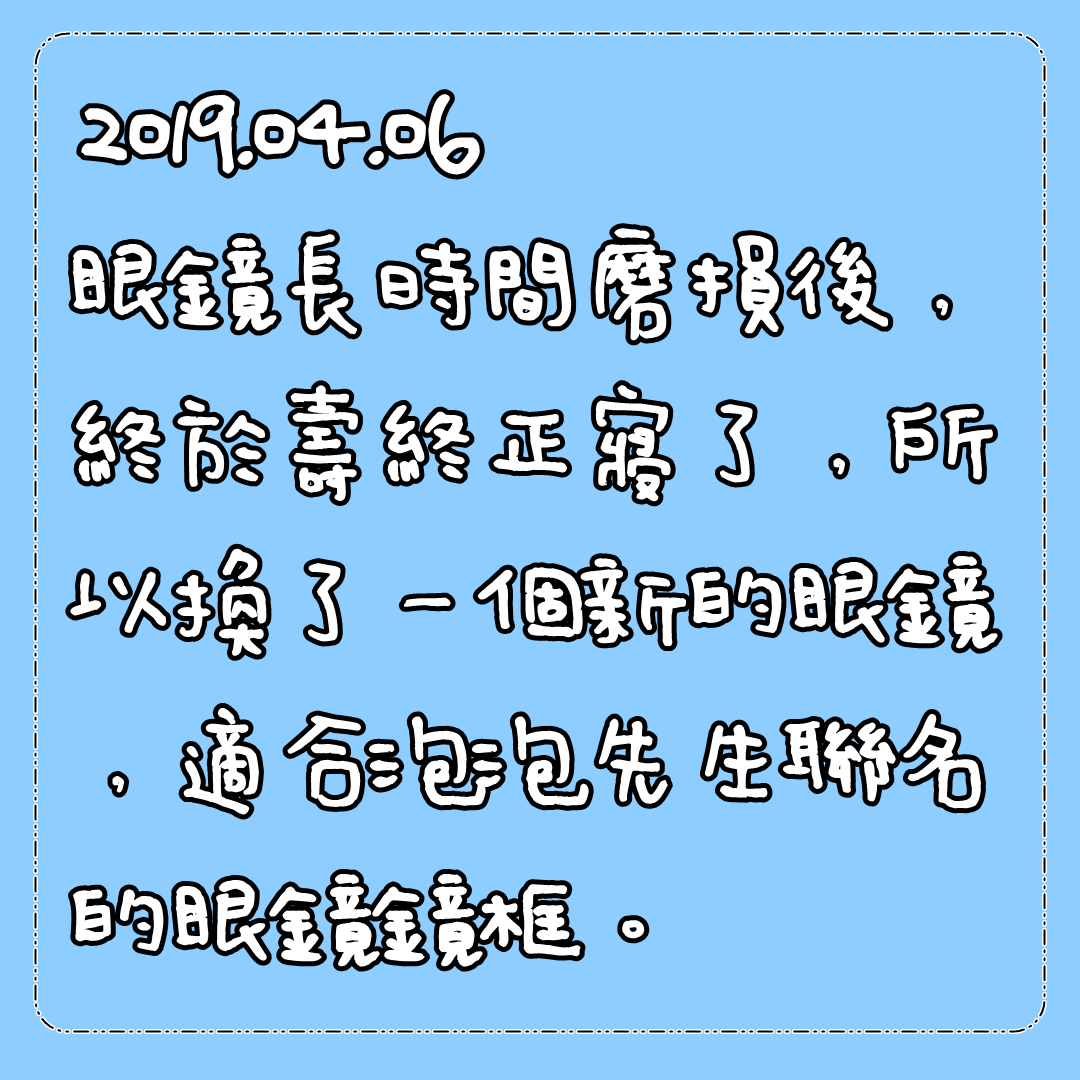 2019.04.06
眼鏡長時間磨損後，
終於壽終正寢了，所
以換了一個新的眼鏡
，適合泡泡先生聯名
的眼鏡鏡框。